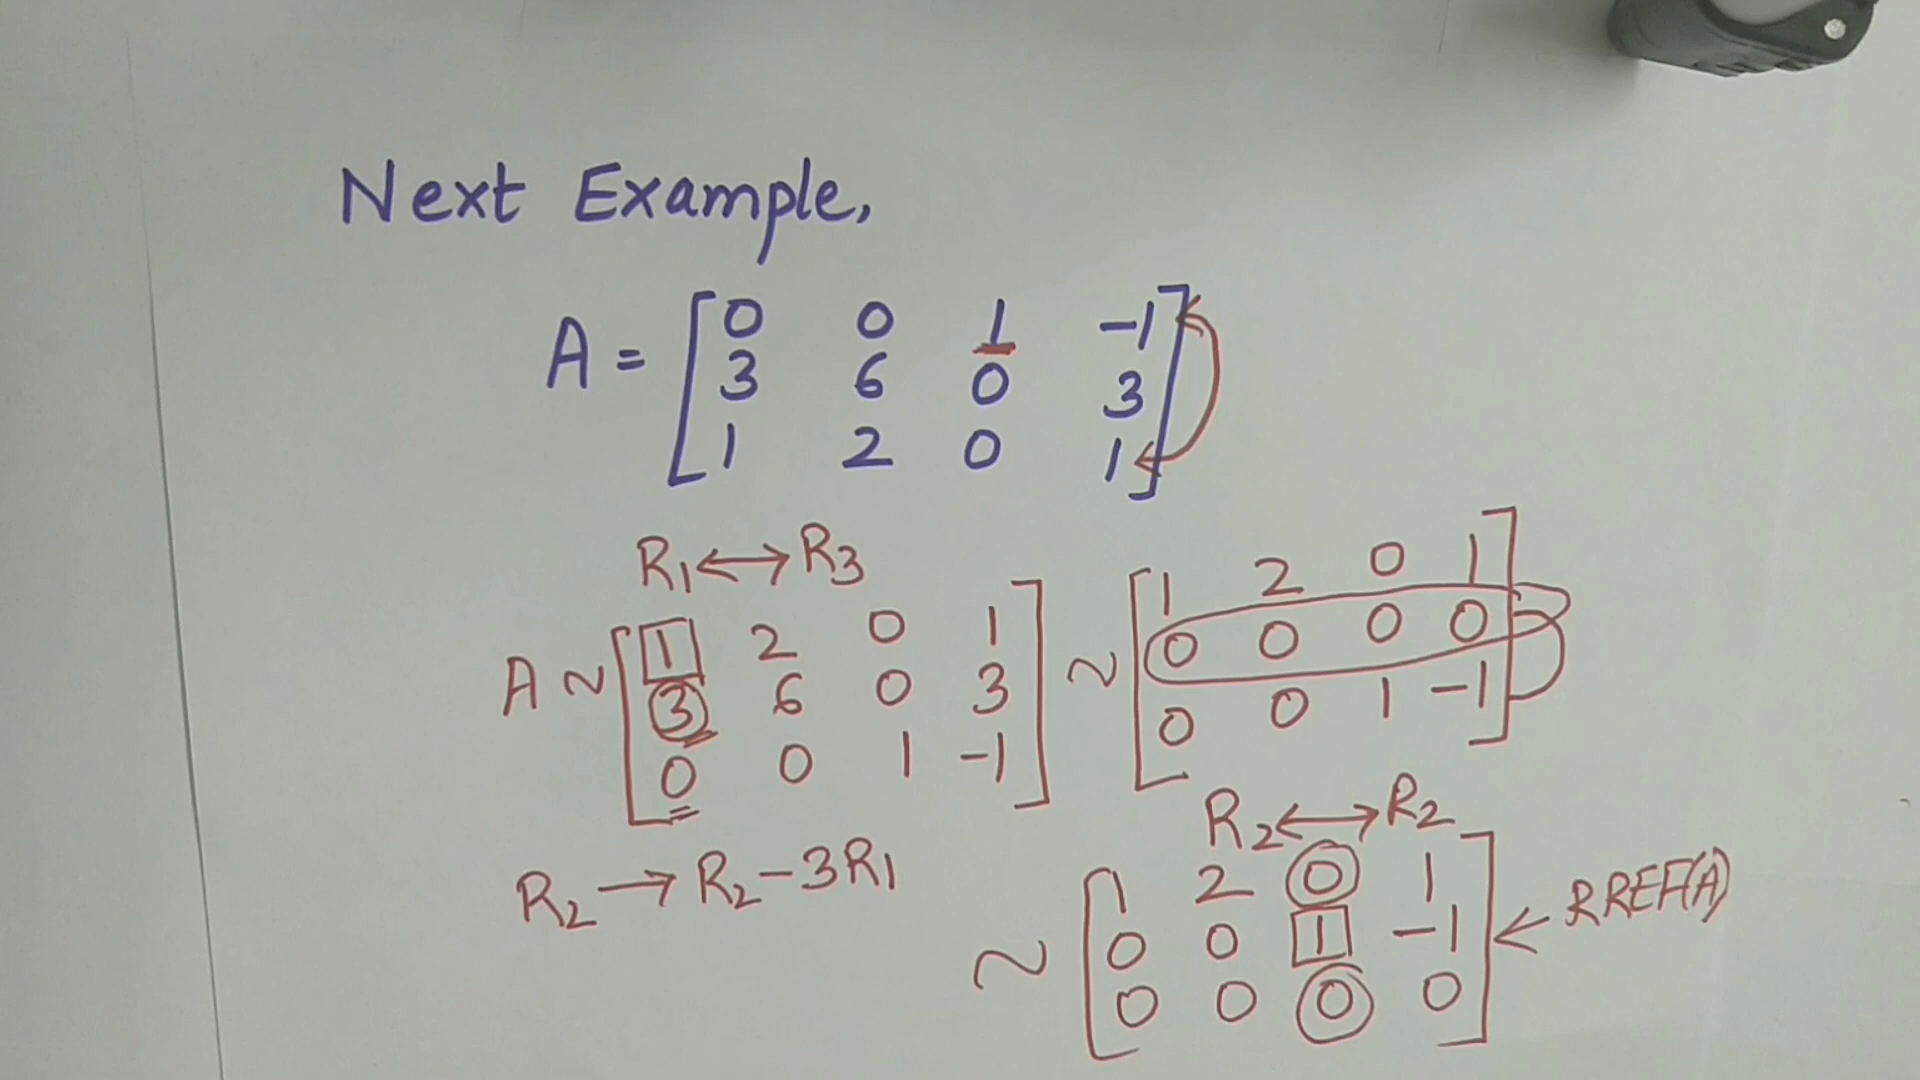 Next Example,
A = [0 0 1 -1
3 6 0 3
1 2 0 1]
R1 ↔ R3
A ~ [1 2 0 1
3 6 0 3
0 0 1 -1]
~ [1 2 0 1
0 0 0 0
0 0 1 -1]
R2 → R2-3R1
R2 ↔ R2
~ [1 2 0 1
0 0 1 -1
0 0 0 0]
← RREF(A)